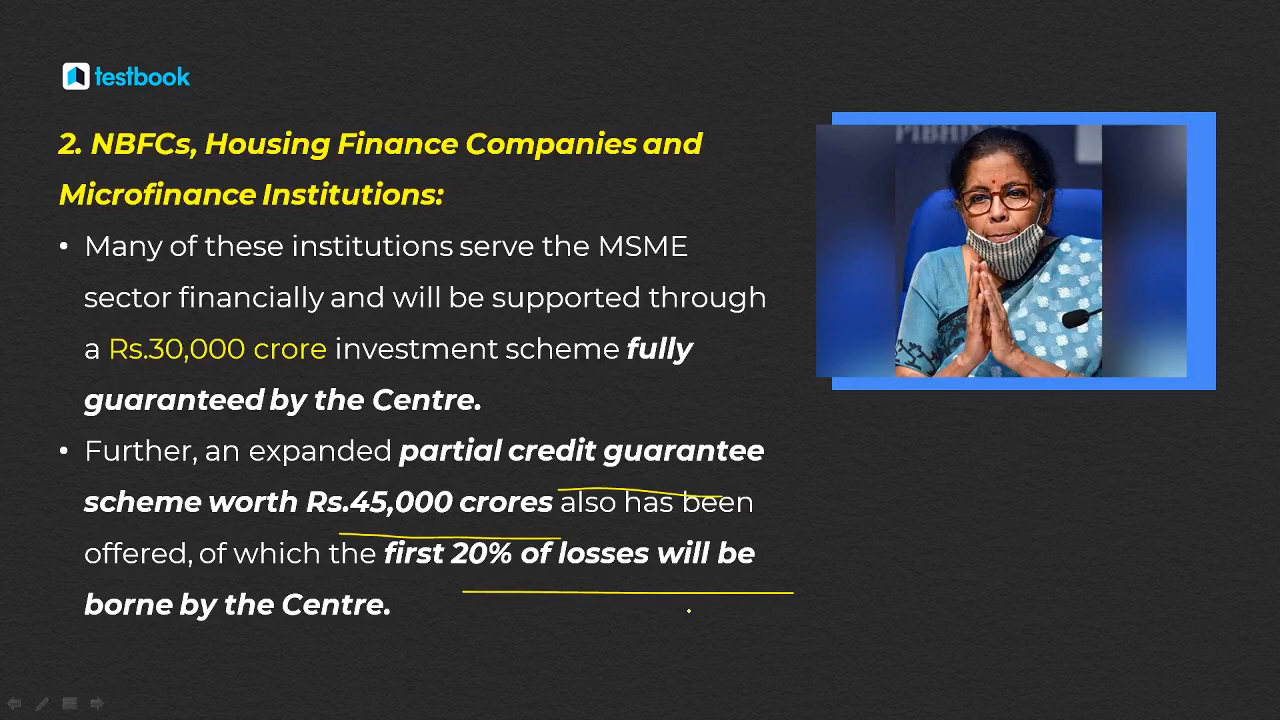 testbook
2. NBFCs, Housing Finance Companies and
Microfinance Institutions:
• Many of these institutions serve the MSME
sector financially and will be supported through
a Rs.30,000 crore investment scheme fully
guaranteed by the Centre.
• Further, an expanded partial credit guarantee
scheme worth Rs.45,000 crores also has been
offered, of which the first 20% of losses will be
borne by the Centre.